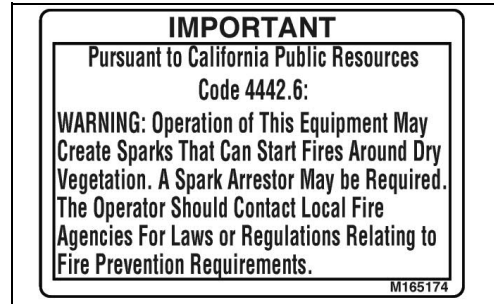 IMPORTANT
Pursuant to California Public Resources
Code 4442.6:
WARNING: Operation of This Equipment May
Create Sparks That Can Start Fires Around Dry
Vegetation. A Spark Arrestor May be Required.
The Operator Should Contact Local Fire
Agencies For Laws or Regulations Relating to
Fire Prevention Requirements.
M165174